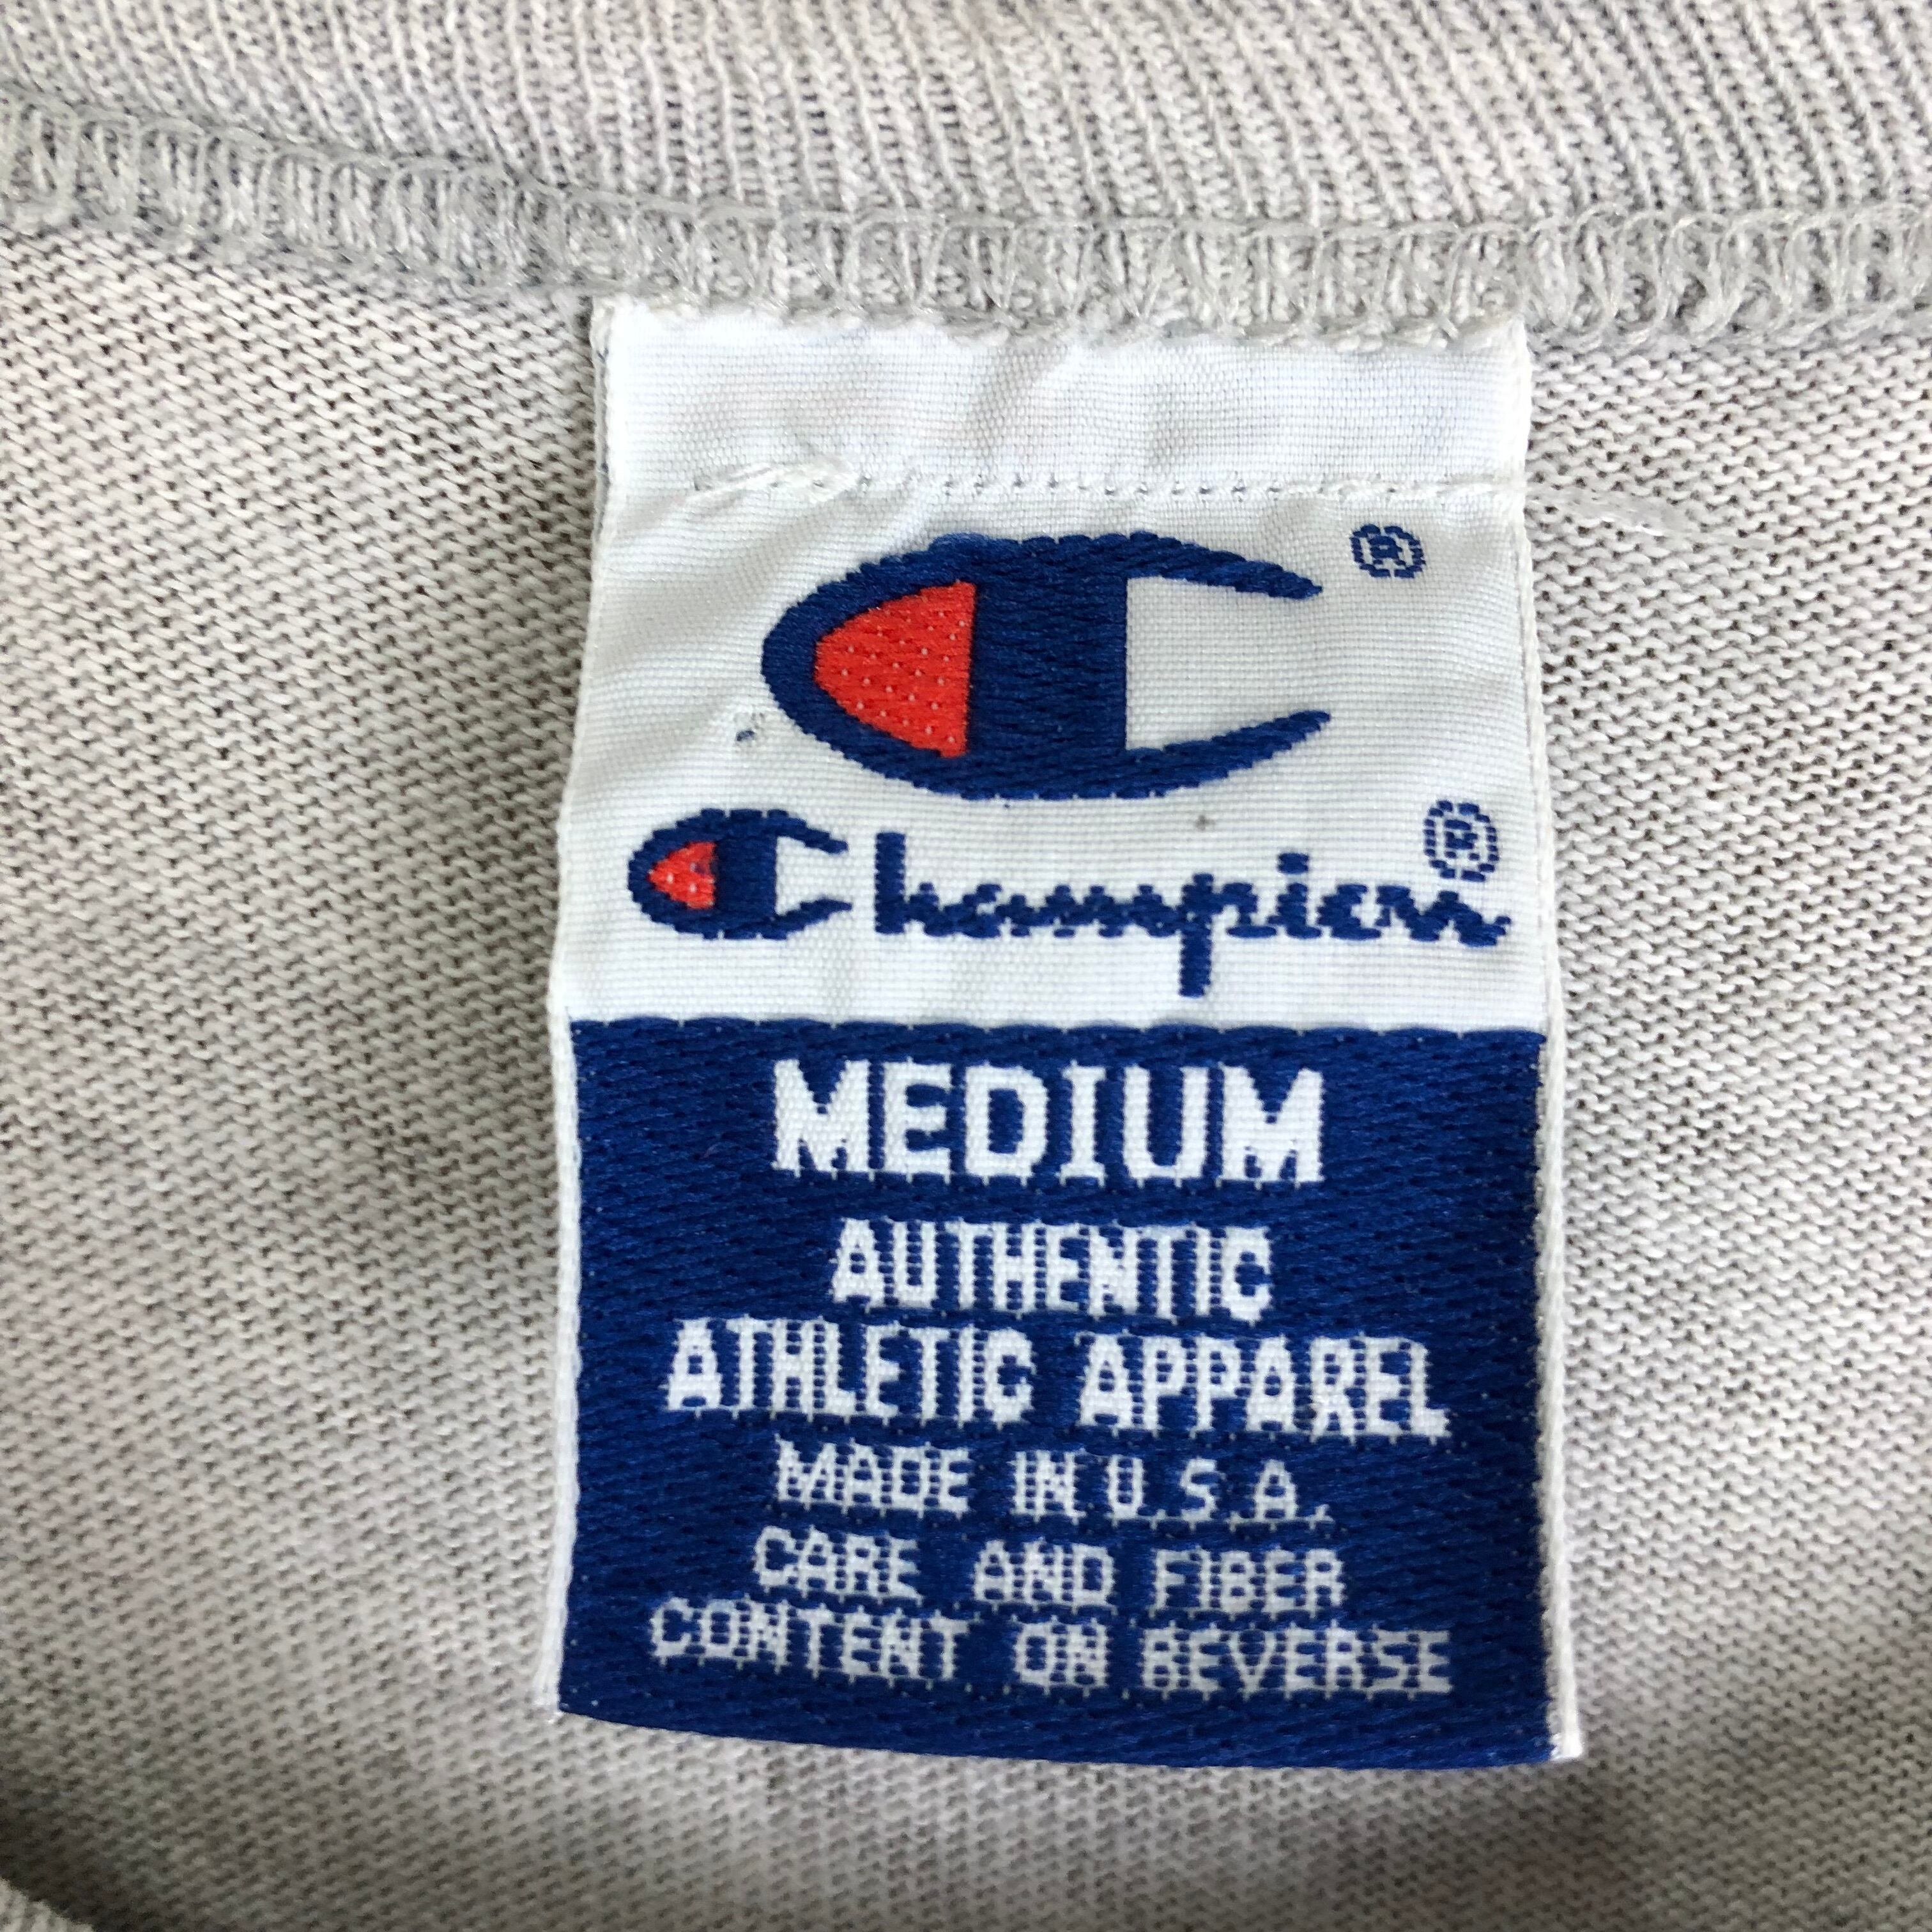 ®
Champion®
MEDIUM
AUTHENTIC
ATHLETIC APPAREL
MADE IN U.S.A.
CARE AND FIBER
CONTENT ON REVERSE